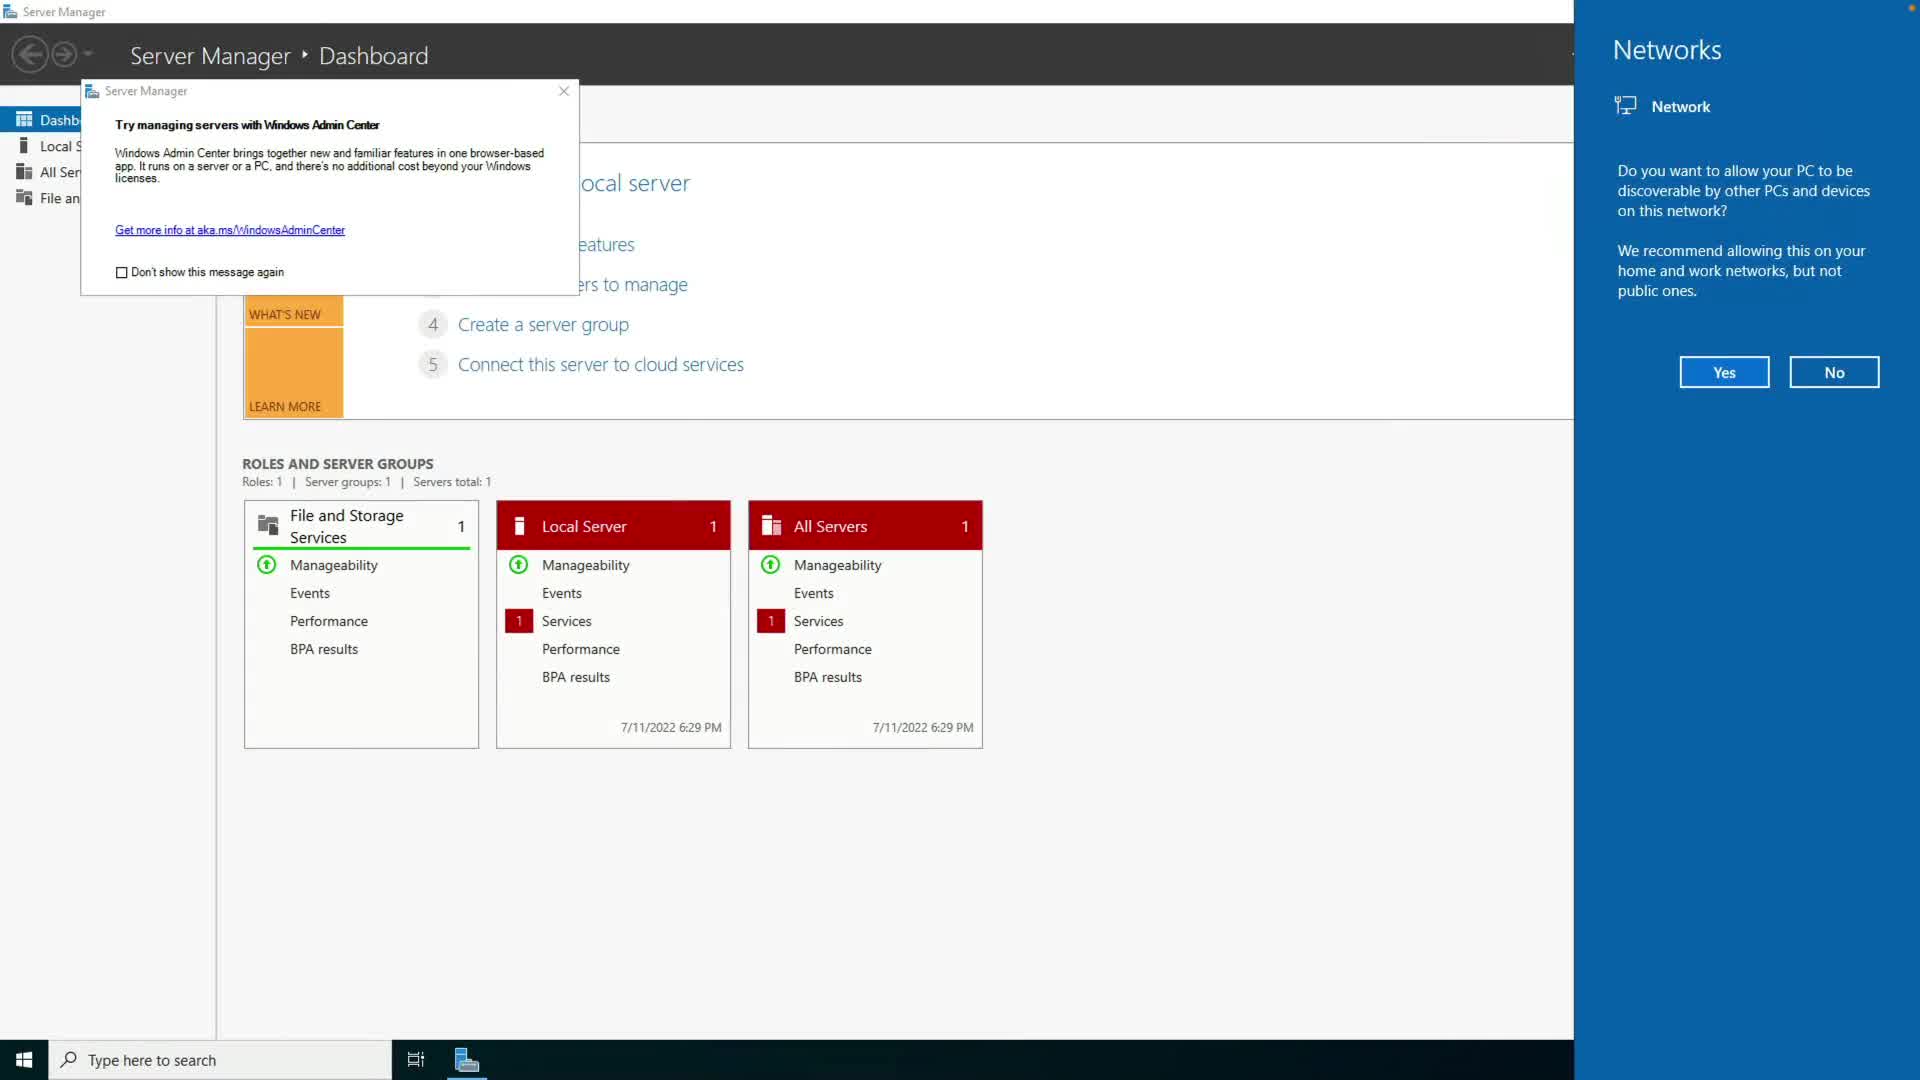 Server Manager
Server Manager
Dashboard
Server Manager
Try managing servers with Windows Admin Center
Windows Admin Center brings together new and familiar features in one browser-based
app. It runs on a server or a PC, and there's no additional cost beyond your Windows
licenses.
Get more info at aka.ms/WindowsAdminCenter
Don't show this message again
Dashb
Local S
All Ser
File an
ocal server
eatures
ers to manage
4 Create a server group
5 Connect this server to cloud services
WHAT'S NEW
LEARN MORE
ROLES AND SERVER GROUPS
Roles: 1 | Server groups: 1 | Servers total: 1
File and Storage
Services
1
Manageability
Events
Performance
BPA results
Local Server 1
Manageability
Events
1 Services
Performance
BPA results
7/11/2022 6:29 PM
All Servers 1
Manageability
Events
1 Services
Performance
BPA results
7/11/2022 6:29 PM
Networks
Network
Do you want to allow your PC to be
discoverable by other PCs and devices
on this network?
We recommend allowing this on your
home and work networks, but not
public ones.
Yes
No
Type here to search